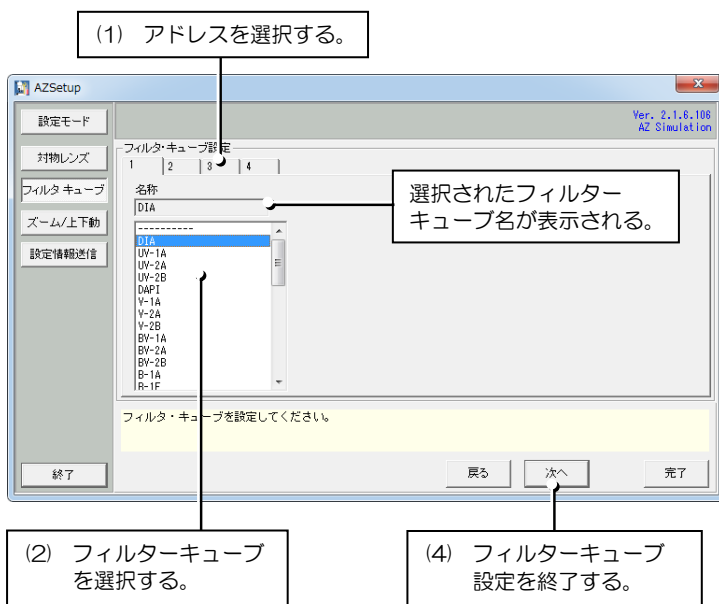 (1) アドレスを選択する。
AZSetup
設定モード
Ver. 2.1.6.106
AZ Simulation
対物レンズ
フィルタ キューブ
ズーム/上下動
設定情報送信
終了
フィルタ・キューブ設定
1 2 3 4
名称
DIA
選択されたフィルター
キューブ名が表示される。
----------
DIA
UV-1A
UV-2A
UV-2B
DAPI
V-1A
V-2A
V-2B
BV-1A
BV-2A
BV-2B
B-1A
B-1E
フィルタ・キューブを設定してください。
戻る
次へ
完了
(2) フィルターキューブ
を選択する。
(4) フィルターキューブ
設定を終了する。